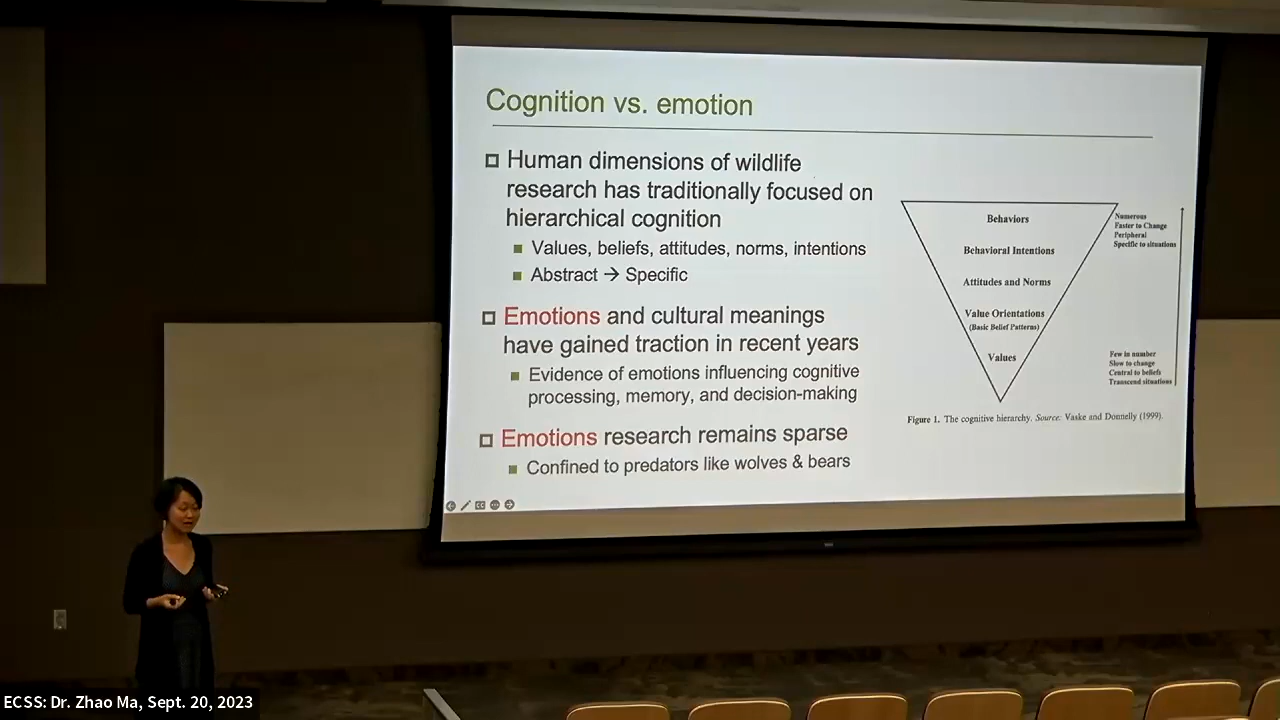 Cognition vs. emotion
Human dimensions of wildlife
research has traditionally focused on
hierarchical cognition
Values, beliefs, attitudes, norms, intentions
Abstract → Specific
Emotions and cultural meanings
have gained traction in recent years
Evidence of emotions influencing cognitive
processing, memory, and decision-making
Emotions research remains sparse
Confined to predators like wolves & bears
Behaviors
Behavioral Intentions
Attitudes and Norms
Value Orientations
(Basic Belief Patterns)
Values
Numerous
Faster to Change
Peripheral
Specific to situations
Few in number
Slow to change
Central to beliefs
Transcend situations
Figure 1. The cognitive hierarchy. Source: Vaske and Donnelly (1999).
ECSS: Dr. Zhao Ma, Sept. 20, 2023